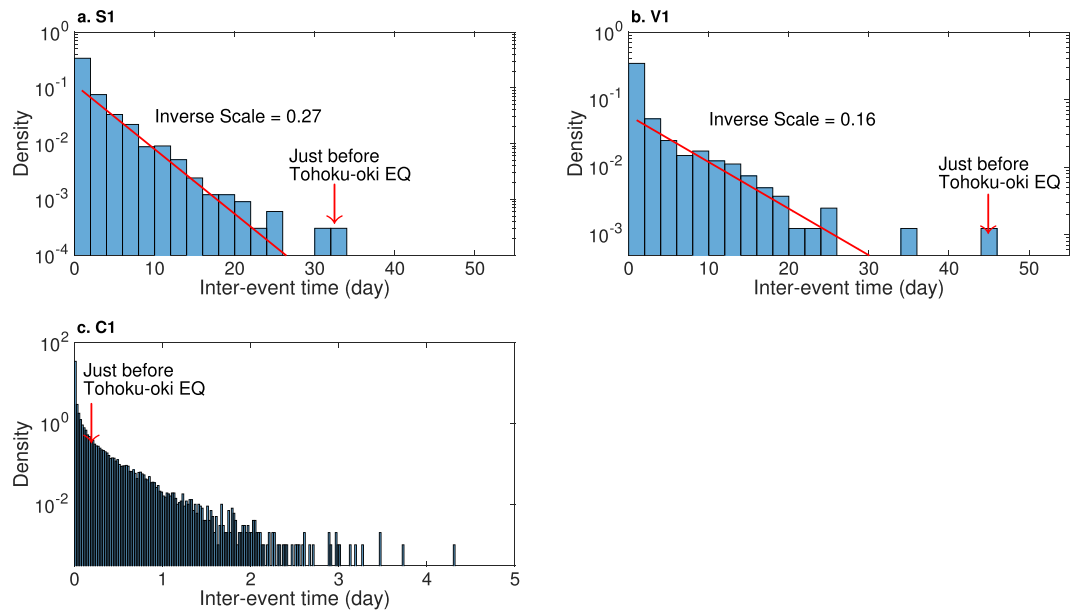 a. S1
10^0
10^-1
10^-2
10^-3
10^-4
Density
Inverse Scale = 0.27
Just before
Tohoku-oki EQ
0 10 20 30 40 50
Inter-event time (day)
b. V1
10^0
10^-1
10^-2
10^-3
Density
Inverse Scale = 0.16
Just before
Tohoku-oki EQ
0 10 20 30 40 50
Inter-event time (day)
c. C1
10^2
10^0
10^-2
Density
Just before
Tohoku-oki EQ
0 1 2 3 4 5
Inter-event time (day)